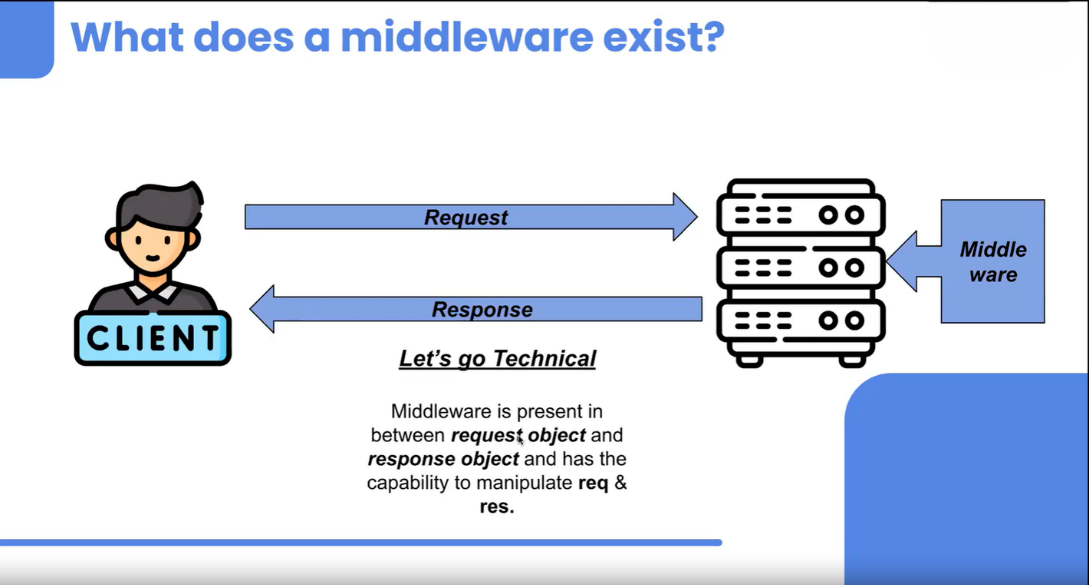 What does a middleware exist?
Request
Middle
ware
Response
CLIENT
Let's go Technical
Middleware is present in
between request object and
response object and has the
capability to manipulate req &
res.